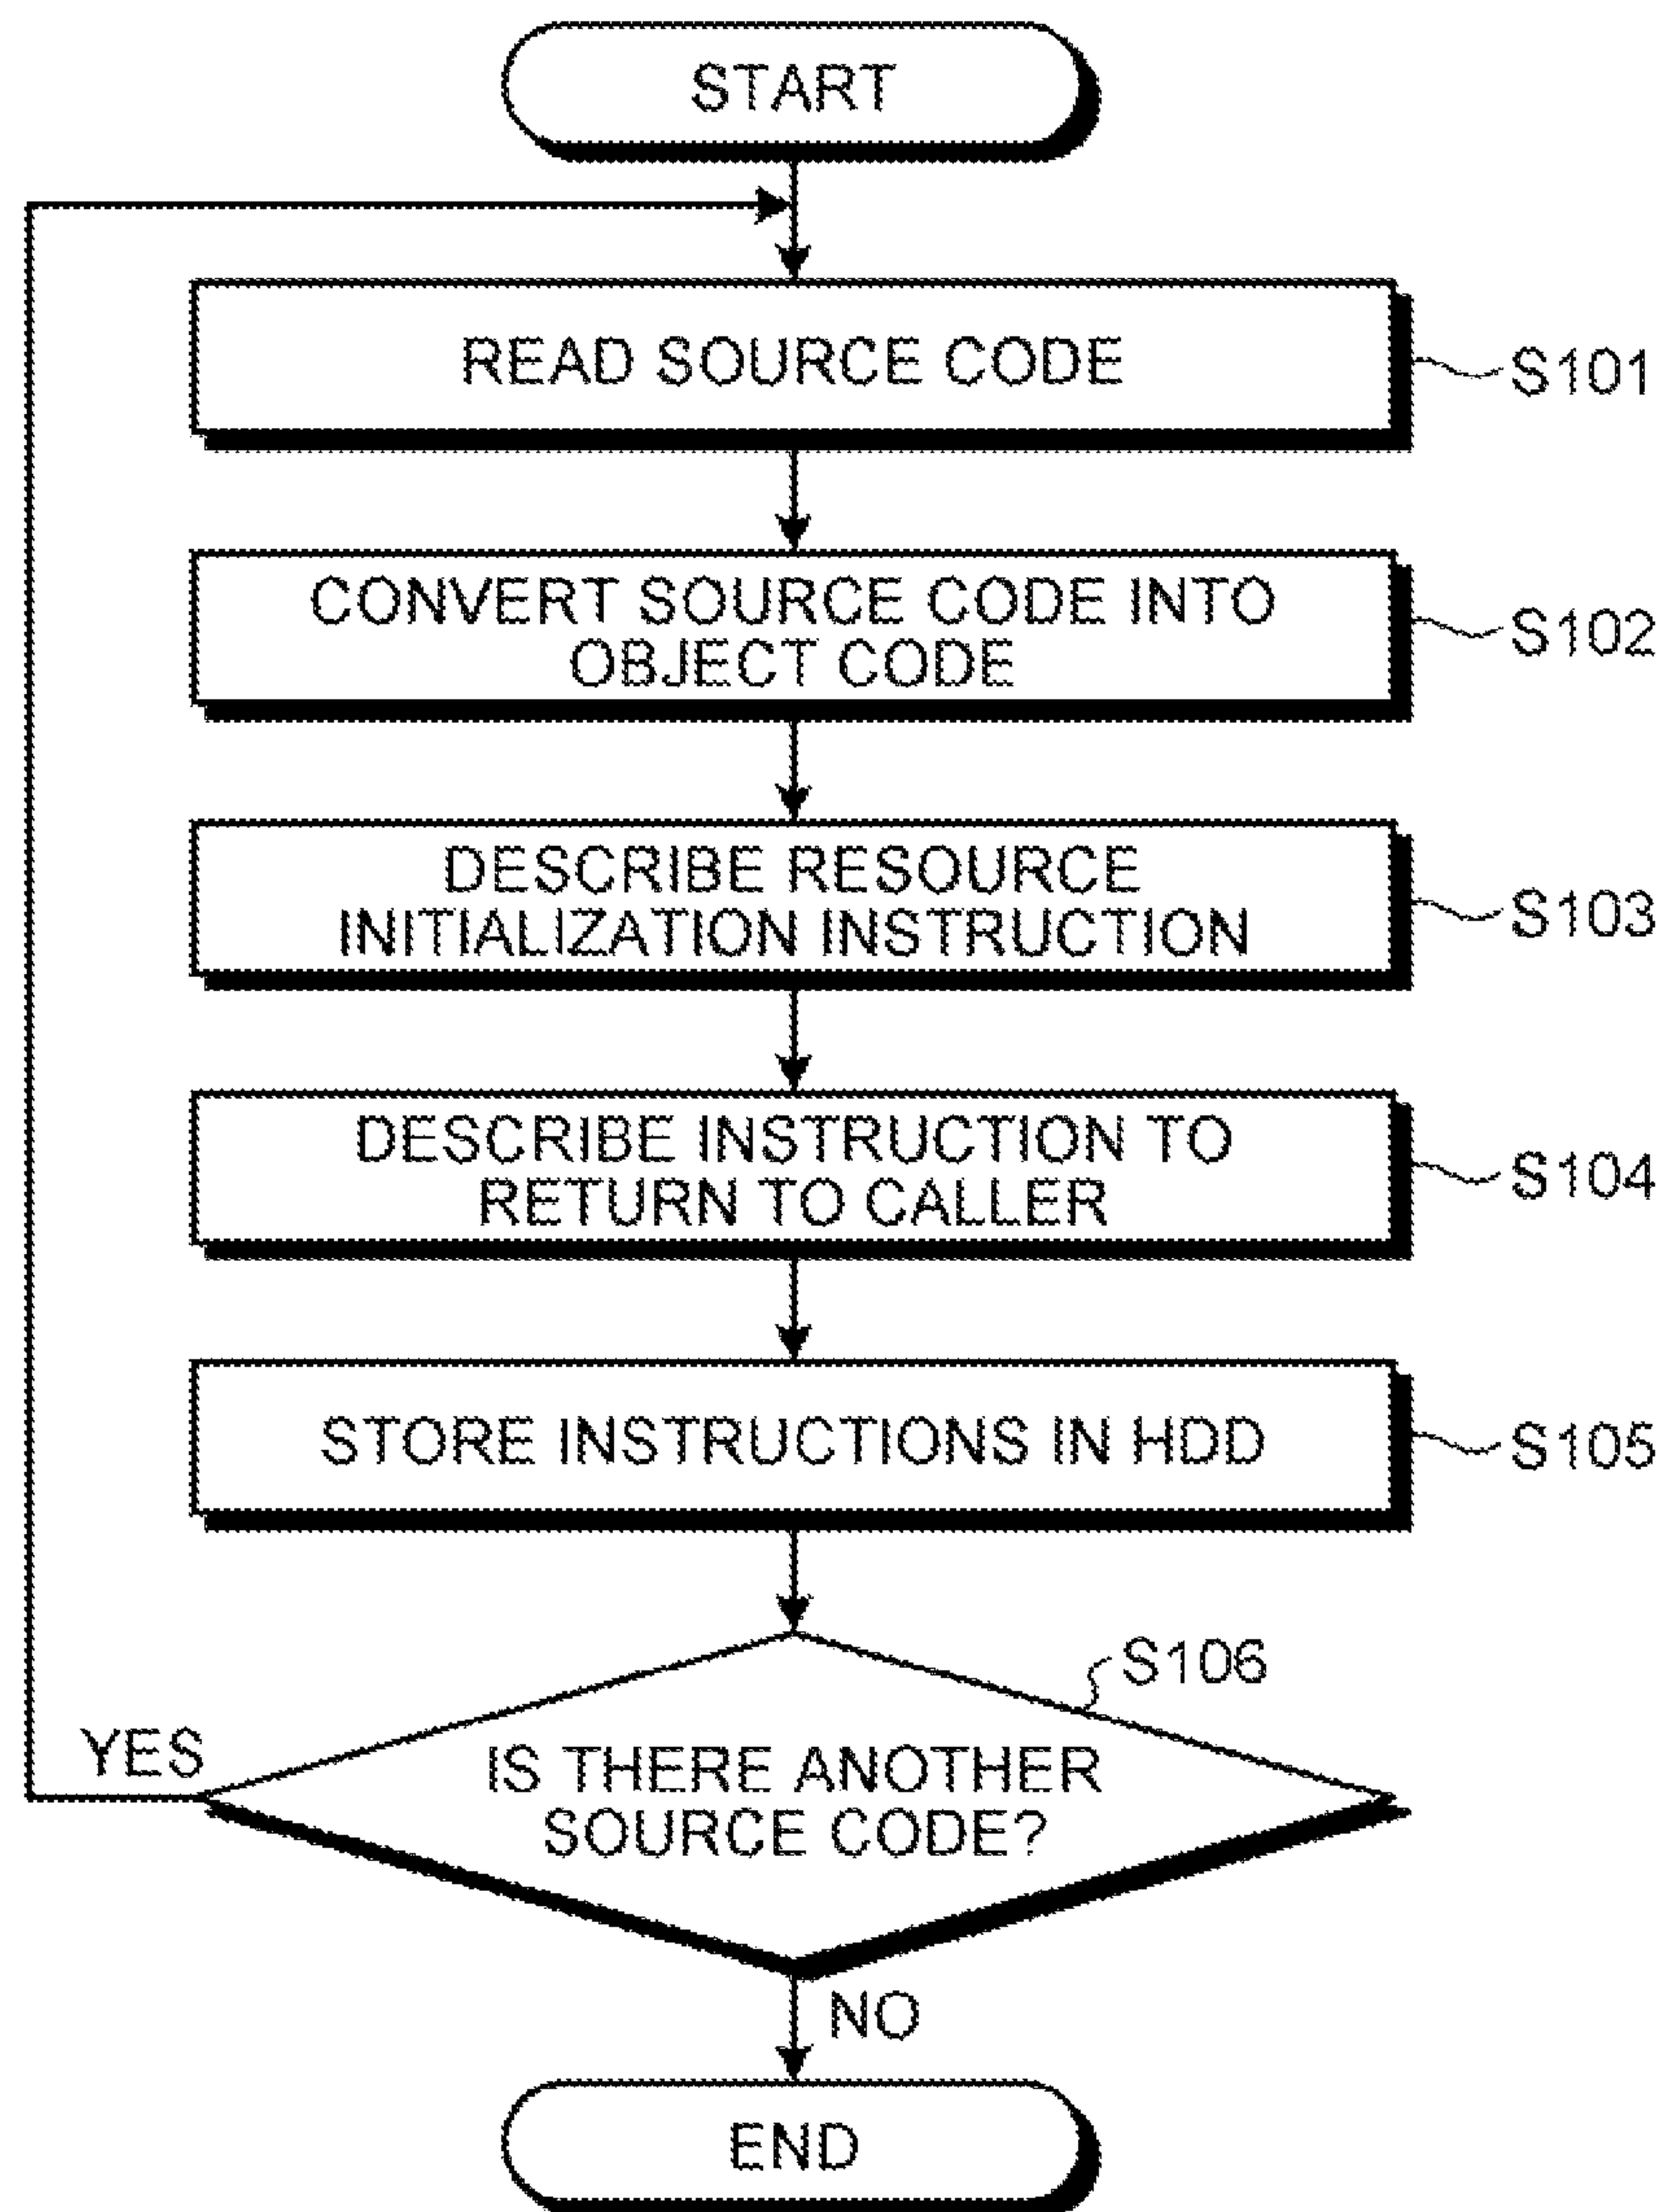 START
READ SOURCE CODE
S101
CONVERT SOURCE CODE INTO
OBJECT CODE
S102
DESCRIBE RESOURCE
INITIALIZATION INSTRUCTION
S103
DESCRIBE INSTRUCTION TO
RETURN TO CALLER
S104
STORE INSTRUCTIONS IN HDD
S105
S106
YES
IS THERE ANOTHER
SOURCE CODE?
NO
END